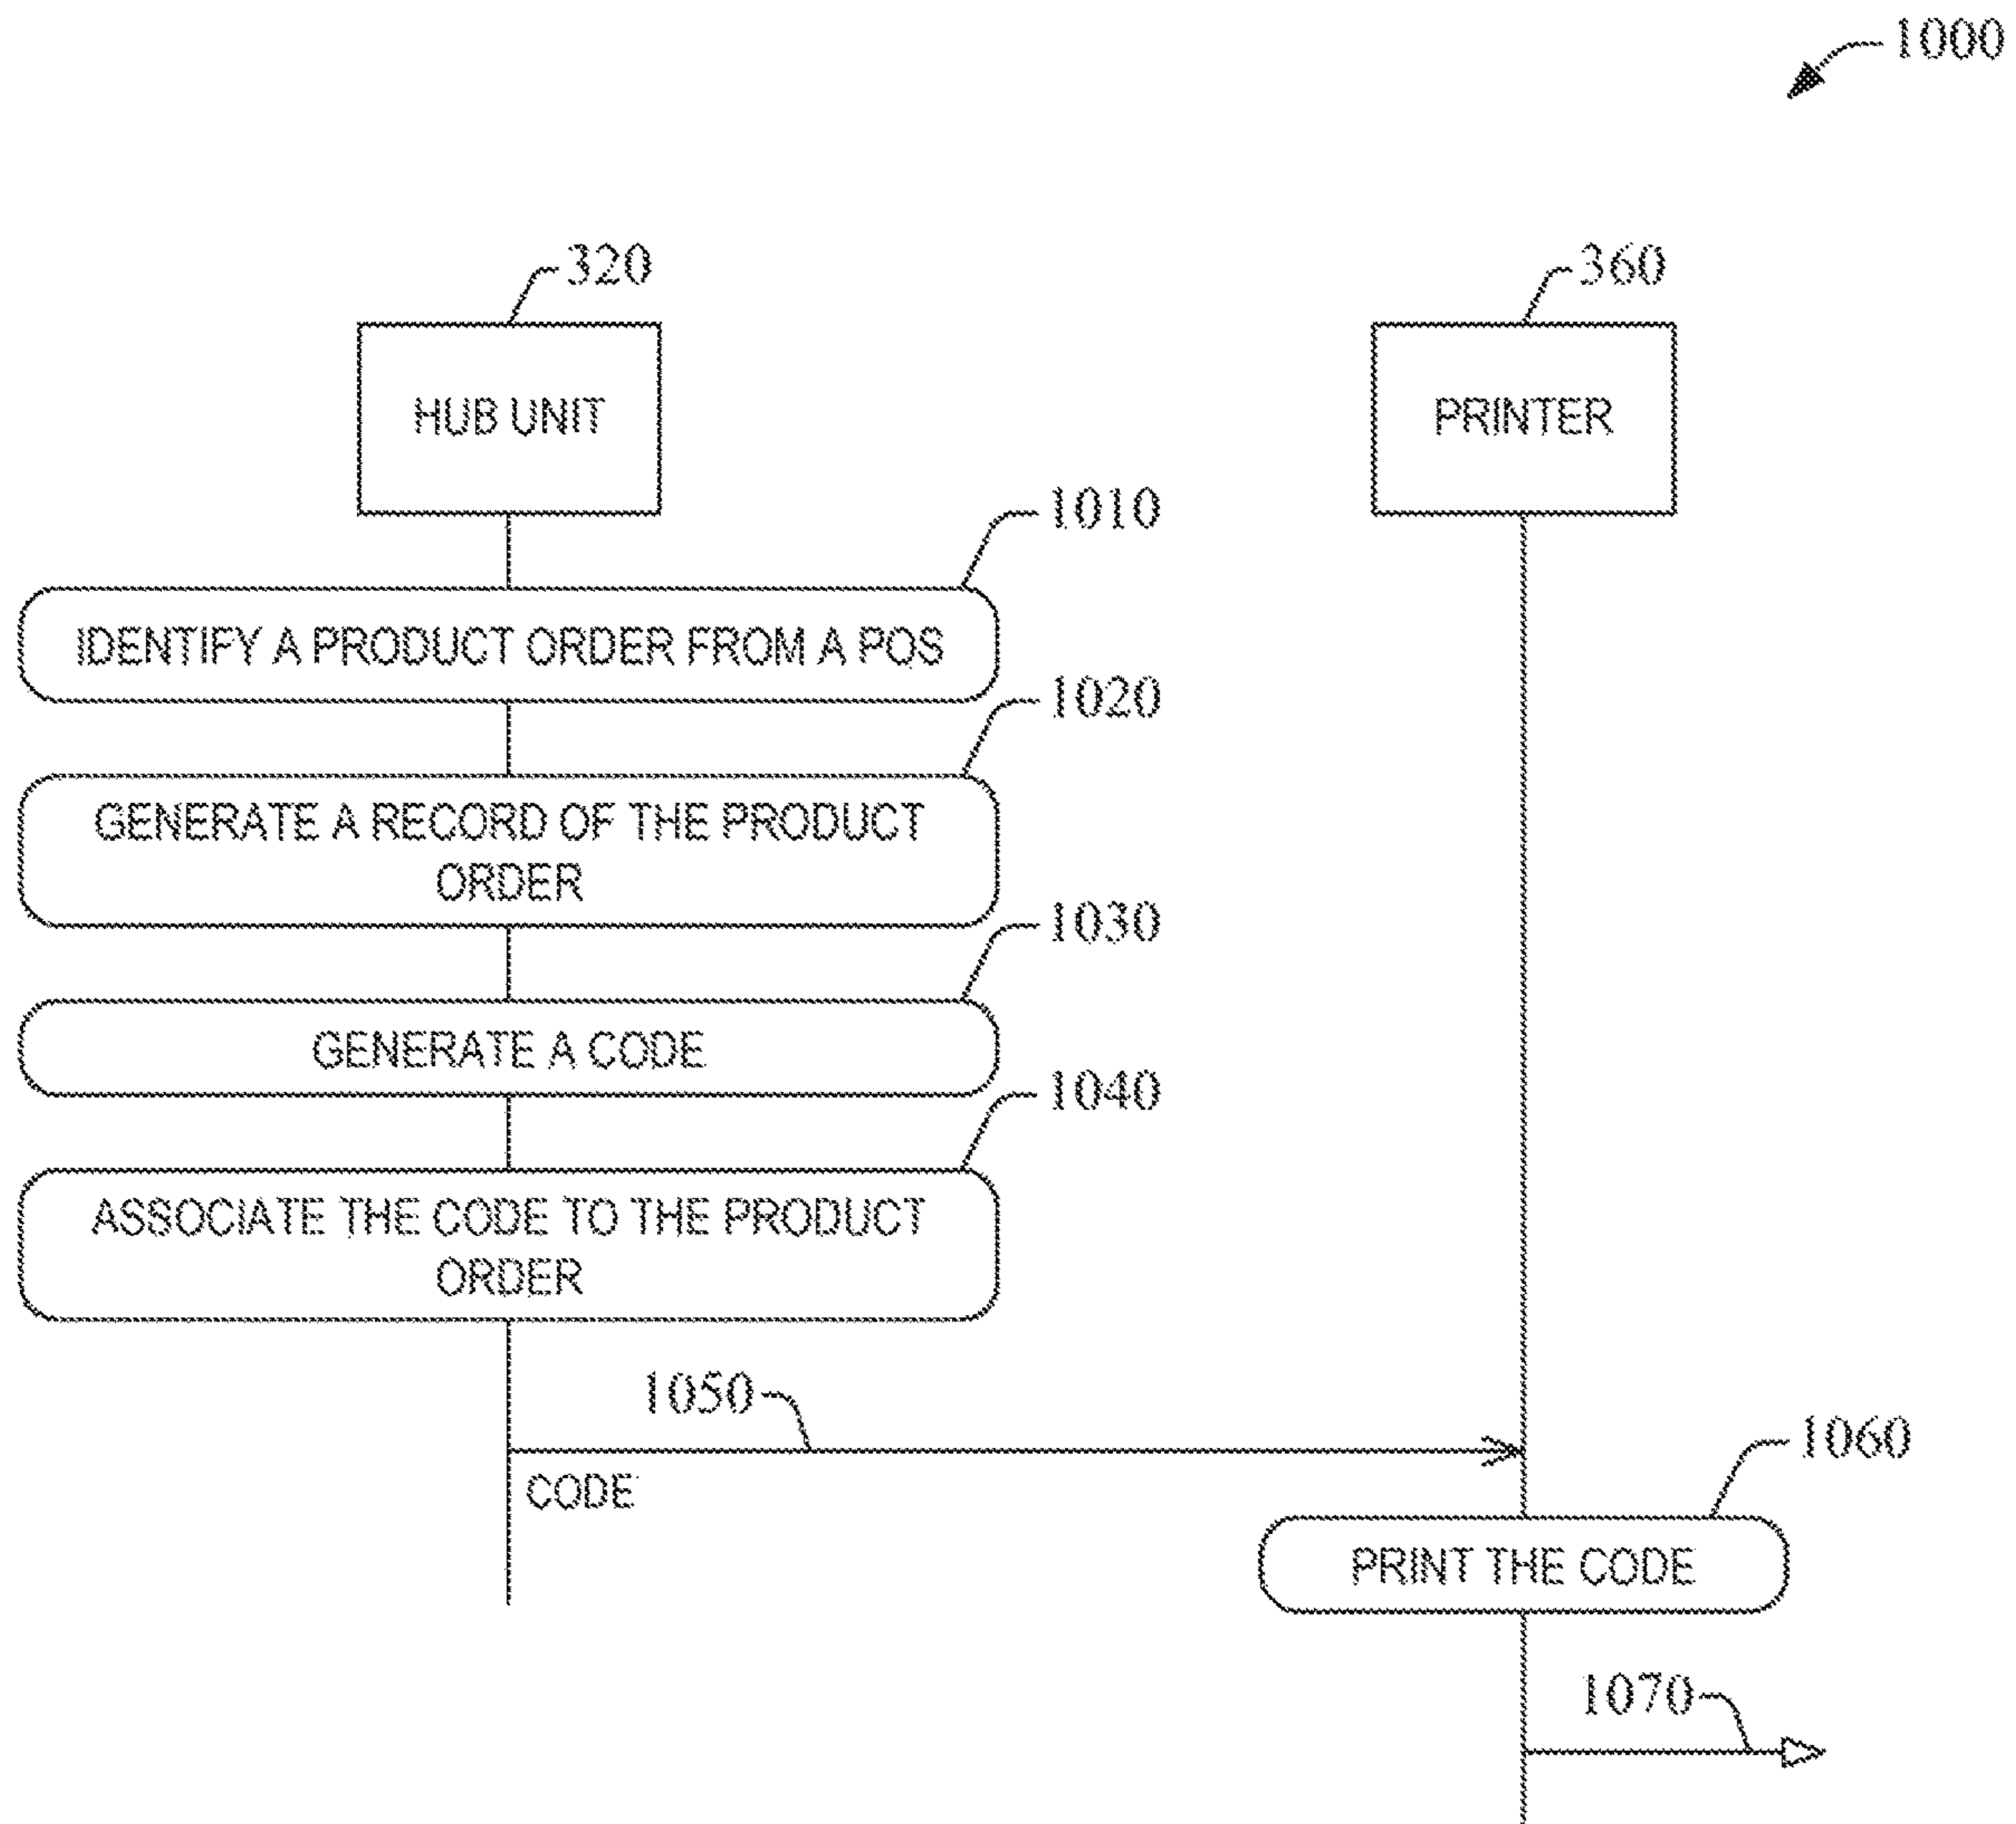 1000
320
360
HUB UNIT
PRINTER
1010
IDENTIFY A PRODUCT ORDER FROM A POS
1020
GENERATE A RECORD OF THE PRODUCT
ORDER
1030
GENERATE A CODE
1040
ASSOCIATE THE CODE TO THE PRODUCT
ORDER
1050
CODE
1060
PRINT THE CODE
1070